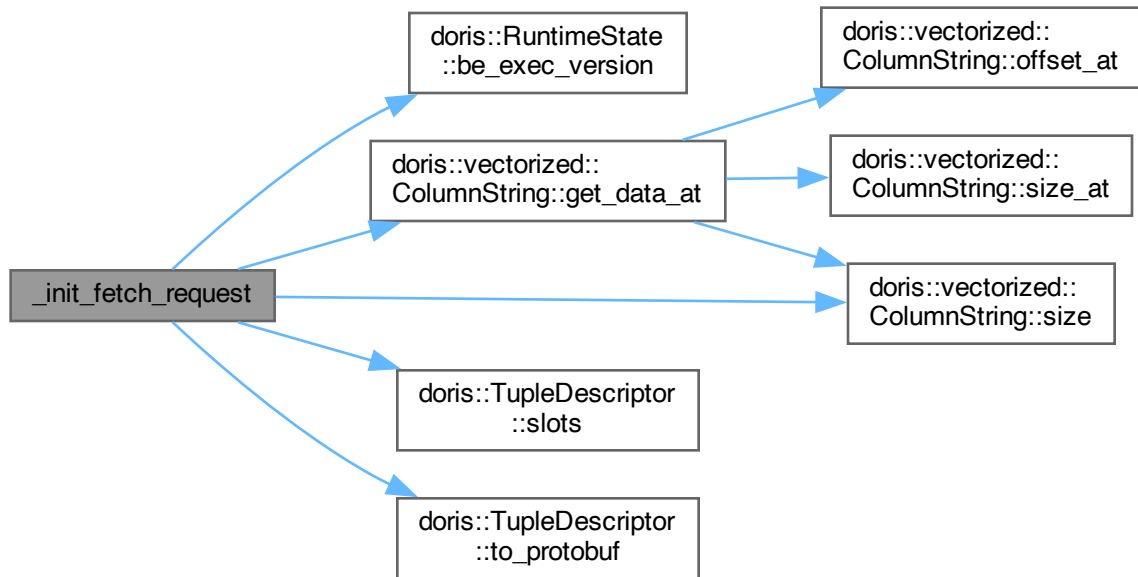 doris::RuntimeState
::be_exec_version
doris::vectorized::
ColumnString::offset_at
doris::vectorized::
ColumnString::get_data_at
doris::vectorized::
ColumnString::size_at
_init_fetch_request
doris::vectorized::
ColumnString::size
doris::TupleDescriptor
::slots
doris::TupleDescriptor
::to_protobuf